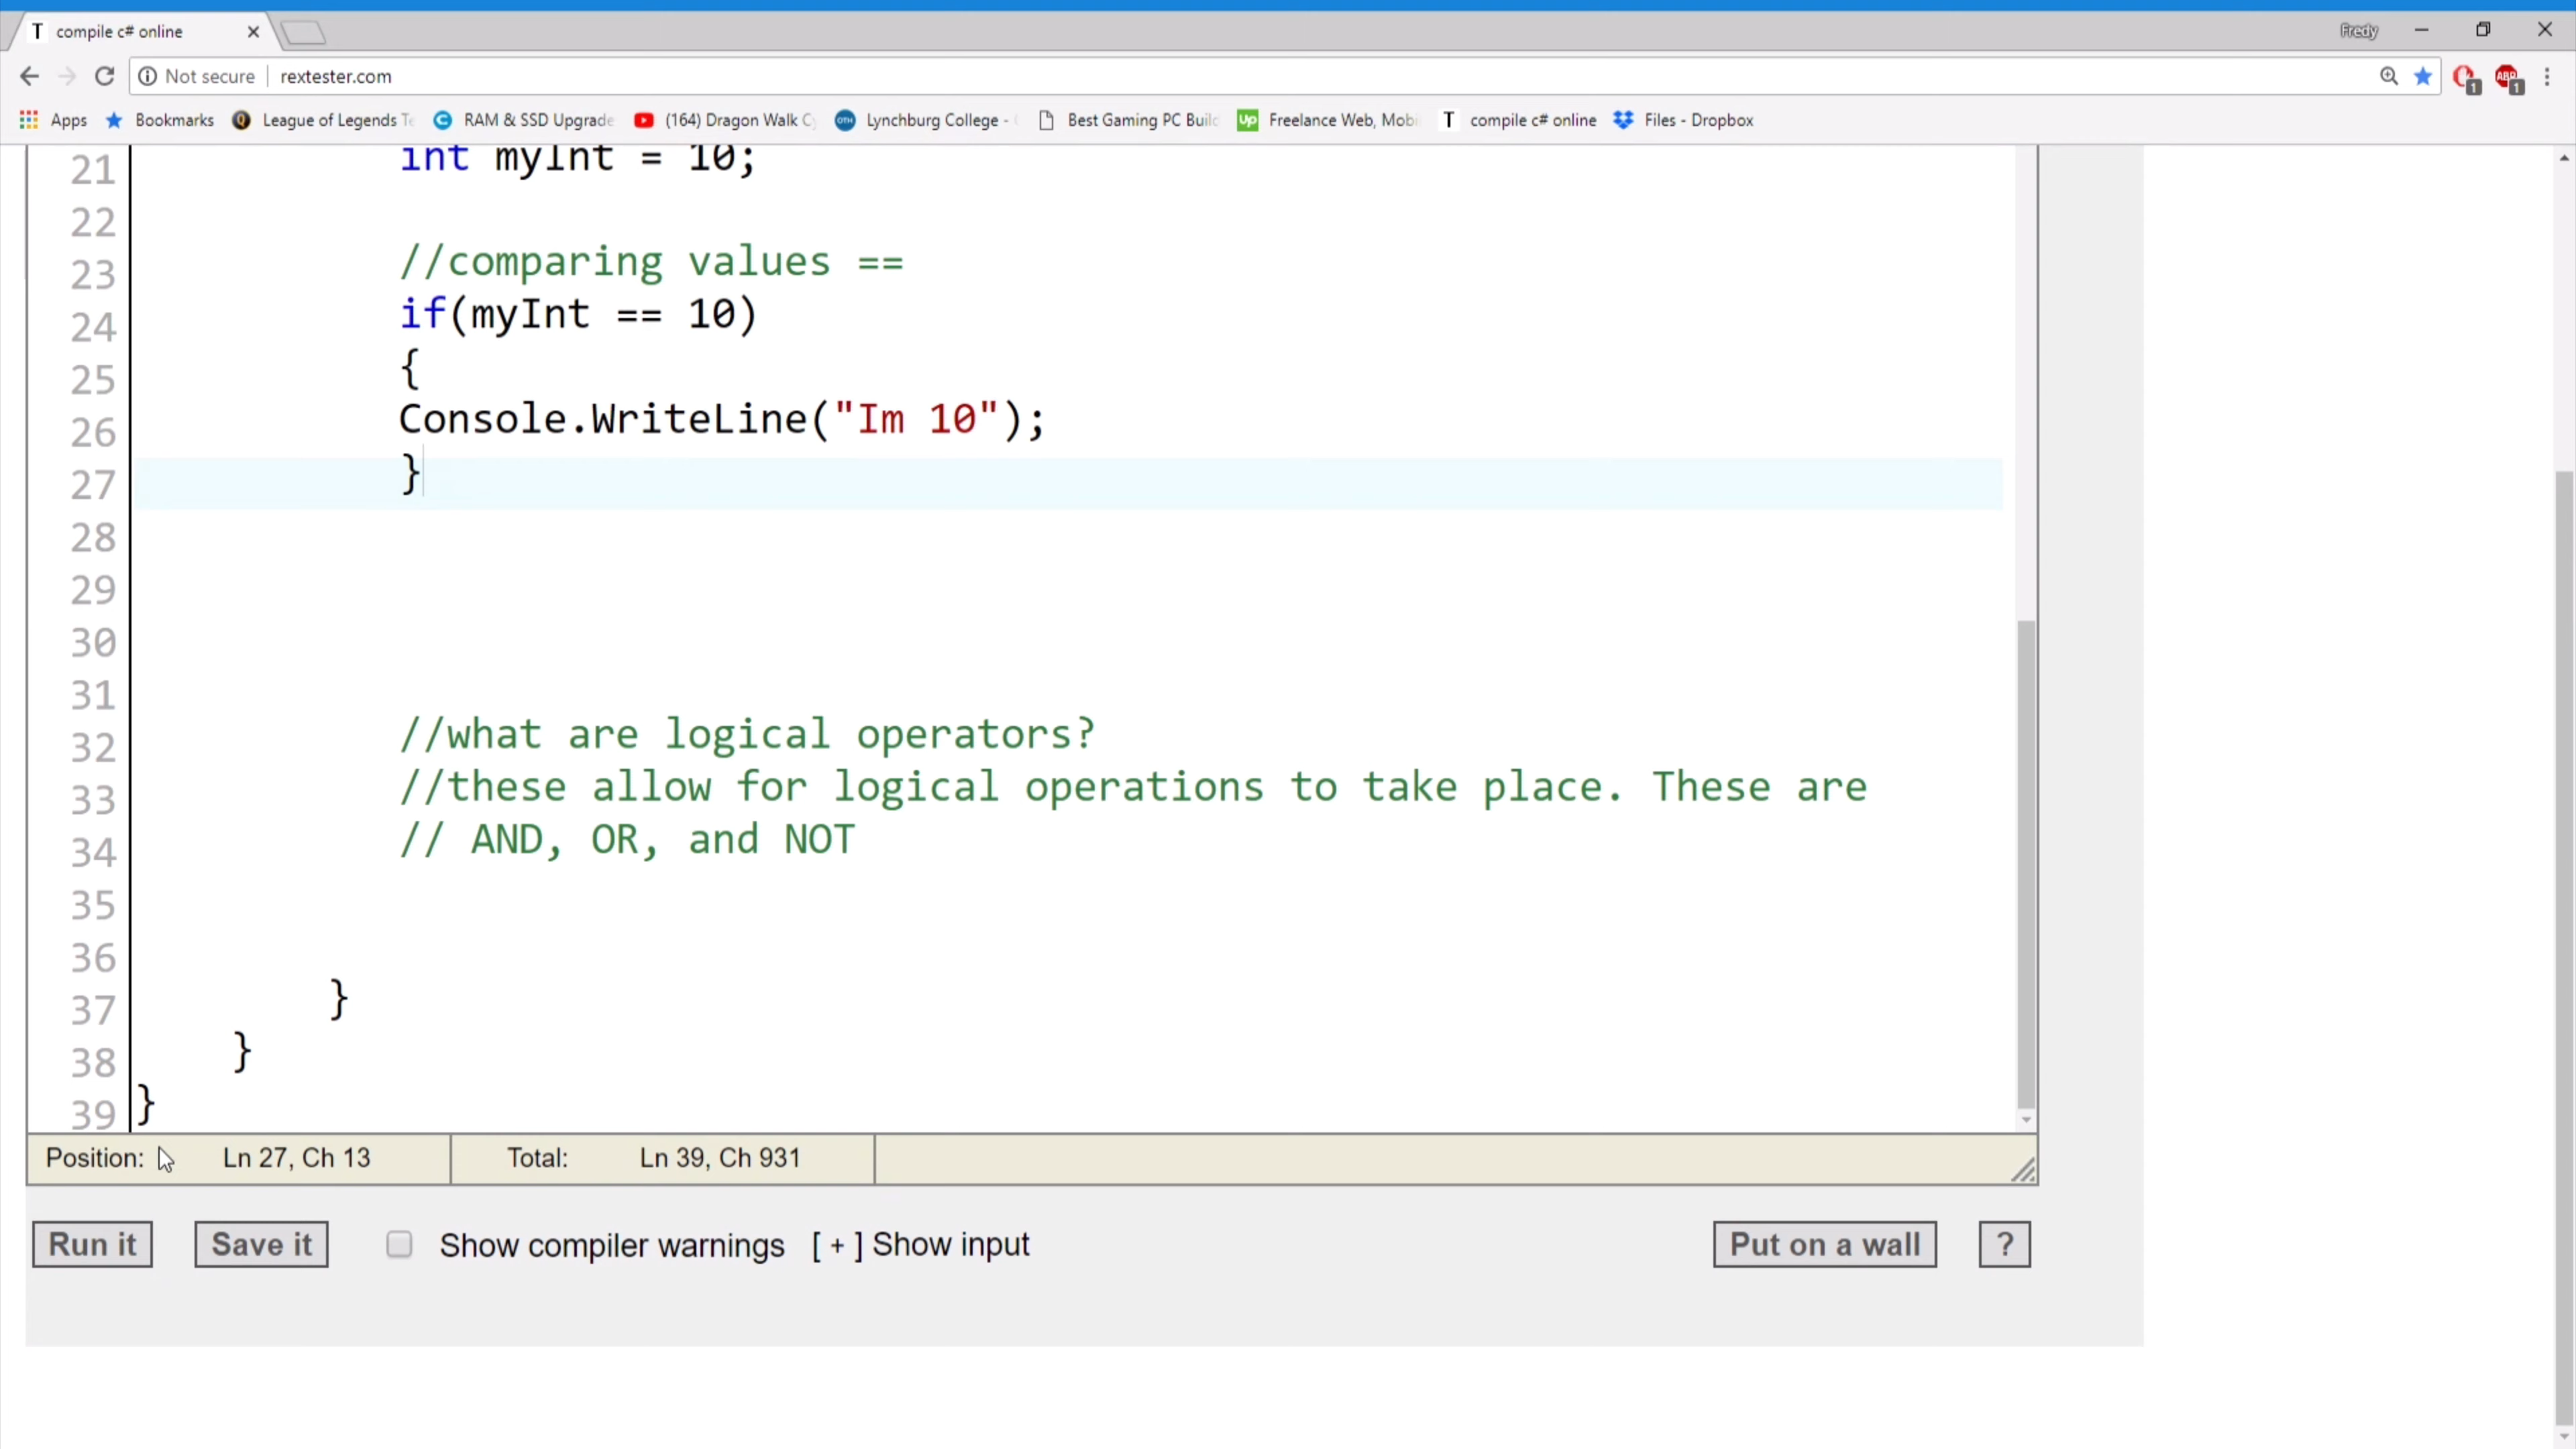 T compile c# online
Fredy
Not secure rextester.com
Apps Bookmarks League of Legends RAM & SSD Upgrade (164) Dragon Walk Lynchburg College - Best Gaming PC Build Freelance Web, Mobi T compile c# online Files - Dropbox
21 int myInt = 10;
22
23 //comparing values ==
24 if(myInt == 10)
25 {
26 Console.WriteLine("Im 10");
27 }
28
29
30
31
32 //what are logical operators?
33 //these allow for logical operations to take place. These are
34 // AND, OR, and NOT
35
36
37 }
38 }
39 }
Position: Ln 27, Ch 13 Total: Ln 39, Ch 931
Run it Save it Show compiler warnings [ + ] Show input Put on a wall ?